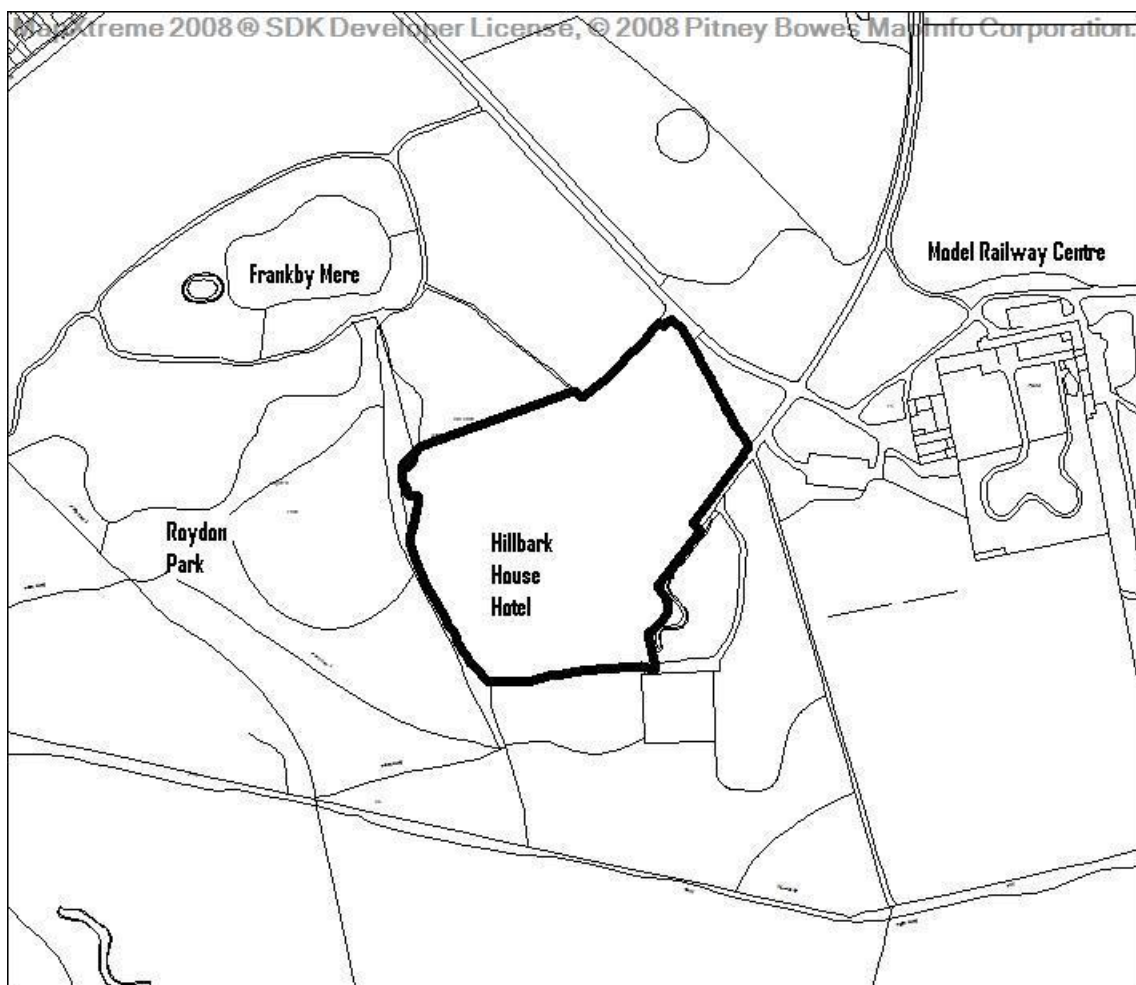 MapXtreme 2008 ® SDK Developer License, © 2008 Pitney Bowes MapInfo Corporation.
Model Railway Centre
Frankby Mere
Roydon
Park
Hillbark
House
Hotel